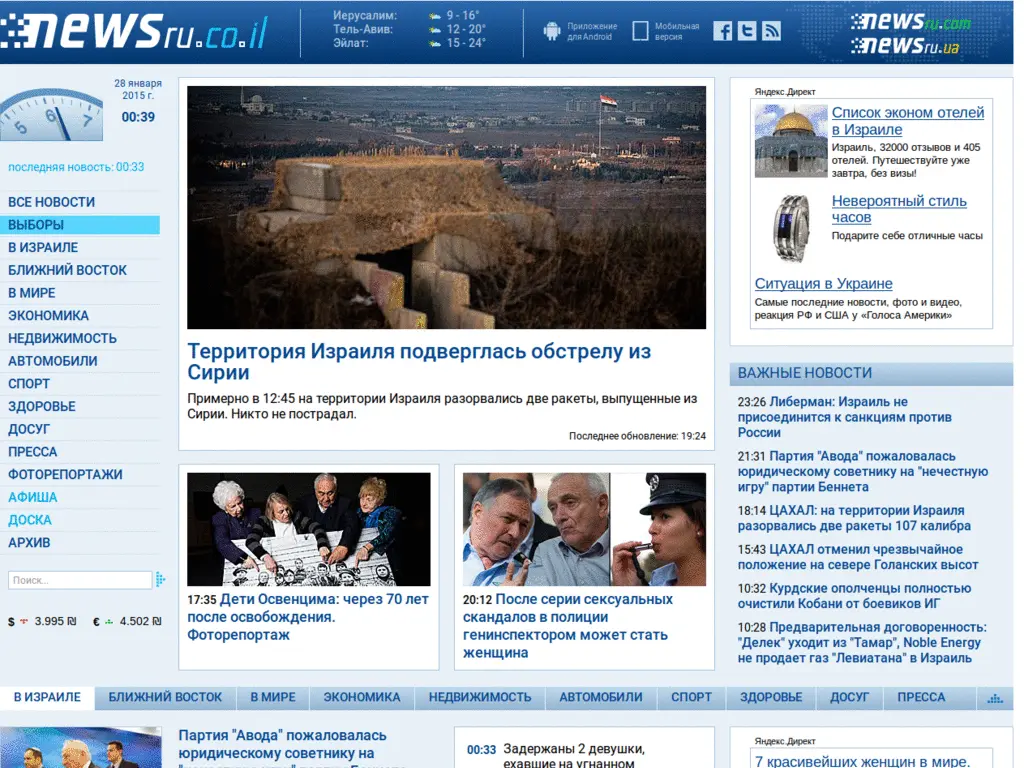 newsru.co.il
Иерусалим: 9 - 16°
Тель-Авив: 12 - 20°
Эйлат: 15 - 24°
Приложение
для Android
Мобильная
версия
newsru.com
newsru.ua
28 января
2015 г.
00:39
5 6 7
последняя новость: 00:33
ВСЕ НОВОСТИ
ВЫБОРЫ
В ИЗРАИЛЕ
БЛИЖНИЙ ВОСТОК
В МИРЕ
ЭКОНОМИКА
НЕДВИЖИМОСТЬ
АВТОМОБИЛИ
СПОРТ
ЗДОРОВЬЕ
ДОСУГ
ПРЕССА
ФОТОРЕПОРТАЖИ
АФИША
ДОСКА
АРХИВ
Поиск...
$ 3.995 ₪ € 4.502 ₪
Территория Израиля подверглась обстрелу из
Сирии
Примерно в 12:45 на территории Израиля разорвались две ракеты, выпущенные из
Сирии. Никто не пострадал.
Последнее обновление: 19:24
17:35 Дети Освенцима: через 70 лет
после освобождения.
Фоторепортаж
20:12 После серии сексуальных
скандалов в полиции
генинспектором может стать
женщина
Яндекс.Директ
Список эконом отелей
в Израиле
Израиль, 32000 отзывов и 405
отелей. Путешествуйте уже
завтра, без визы!
Невероятный стиль
часов
Подарите себе отличные часы
Ситуация в Украине
Самые последние новости, фото и видео,
реакция РФ и США у «Голоса Америки»
ВАЖНЫЕ НОВОСТИ
23:26 Либерман: Израиль не
присоединится к санкциям против
России
21:31 Партия "Авода" пожаловалась
юридическому советнику на "нечестную
игру" партии Беннета
18:14 ЦАХАЛ: на территории Израиля
разорвались две ракеты 107 калибра
15:43 ЦАХАЛ отменил чрезвычайное
положение на севере Голанских высот
10:32 Курдские ополченцы полностью
очистили Кобани от боевиков ИГ
10:28 Предварительная договоренность:
"Делек" уходит из "Тамар", Noble Energy
не продает газ "Левиатана" в Израиль
В ИЗРАИЛЕ БЛИЖНИЙ ВОСТОК В МИРЕ ЭКОНОМИКА НЕДВИЖИМОСТЬ АВТОМОБИЛИ СПОРТ ЗДОРОВЬЕ ДОСУГ ПРЕССА
Партия "Авода" пожаловалась
юридическому советнику на
00:33 Задержаны 2 девушки,
ехавшие на угнанном
Яндекс.Директ
7 красивейших женщин в мире.